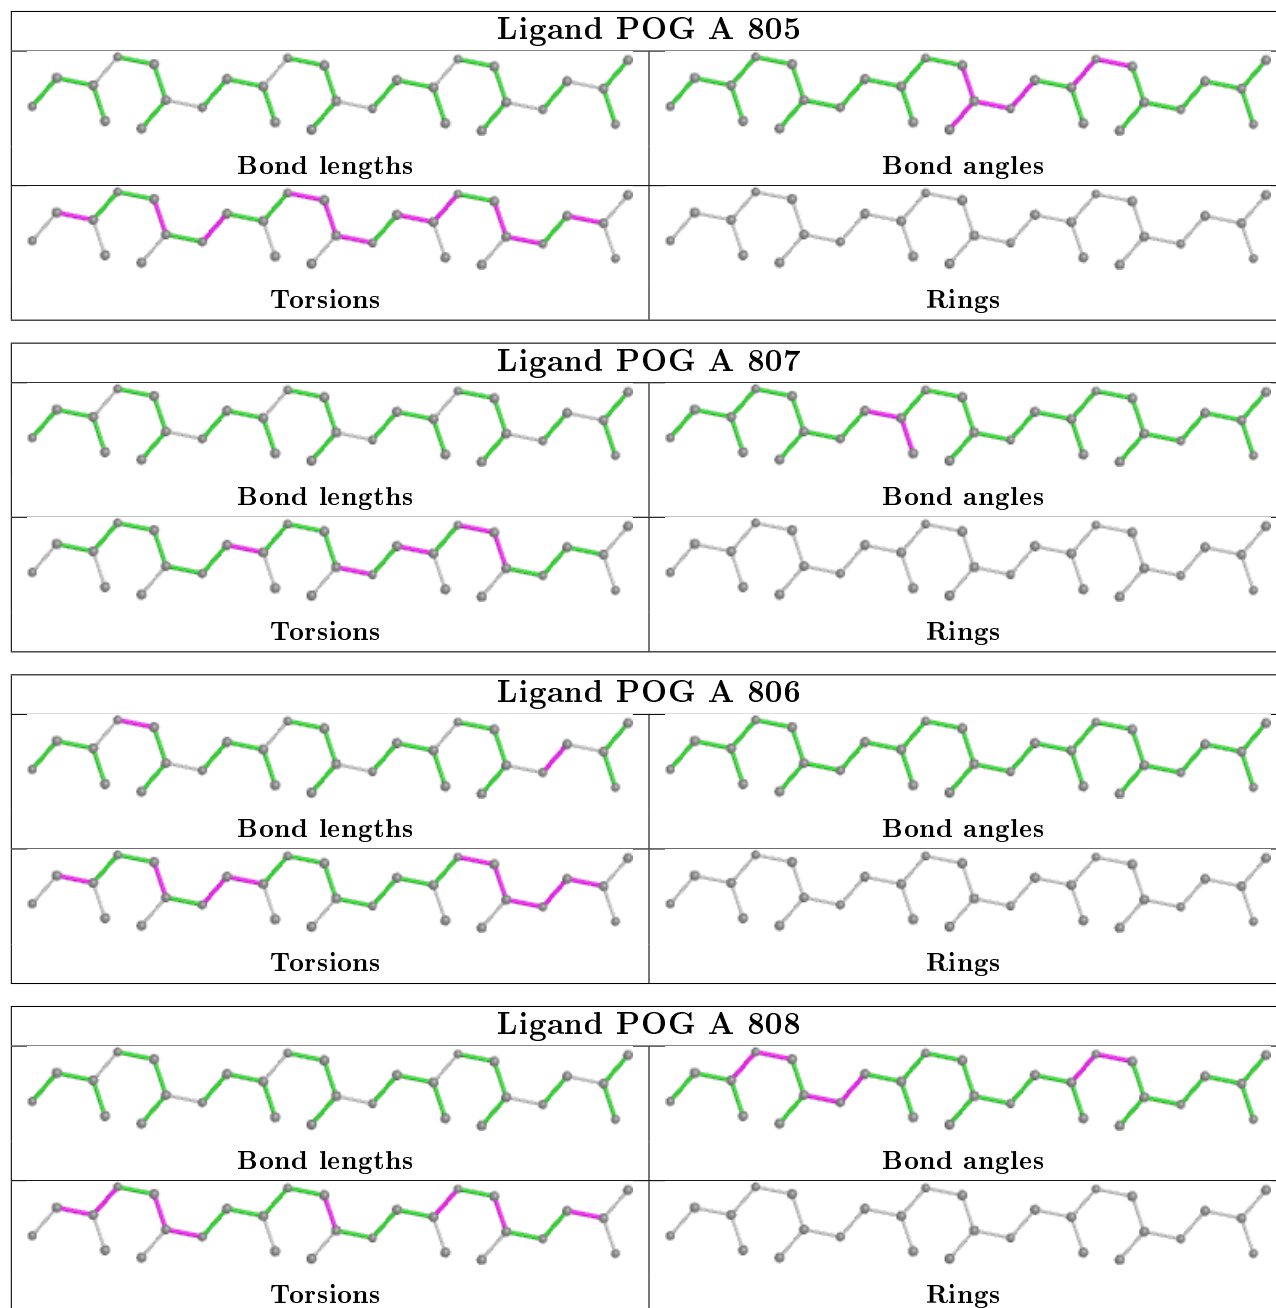 Ligand POG A 805
Bond lengths Bond angles
Torsions Rings
Ligand POG A 807
Bond lengths Bond angles
Torsions Rings
Ligand POG A 806
Bond lengths Bond angles
Torsions Rings
Ligand POG A 808
Bond lengths Bond angles
Torsions Rings